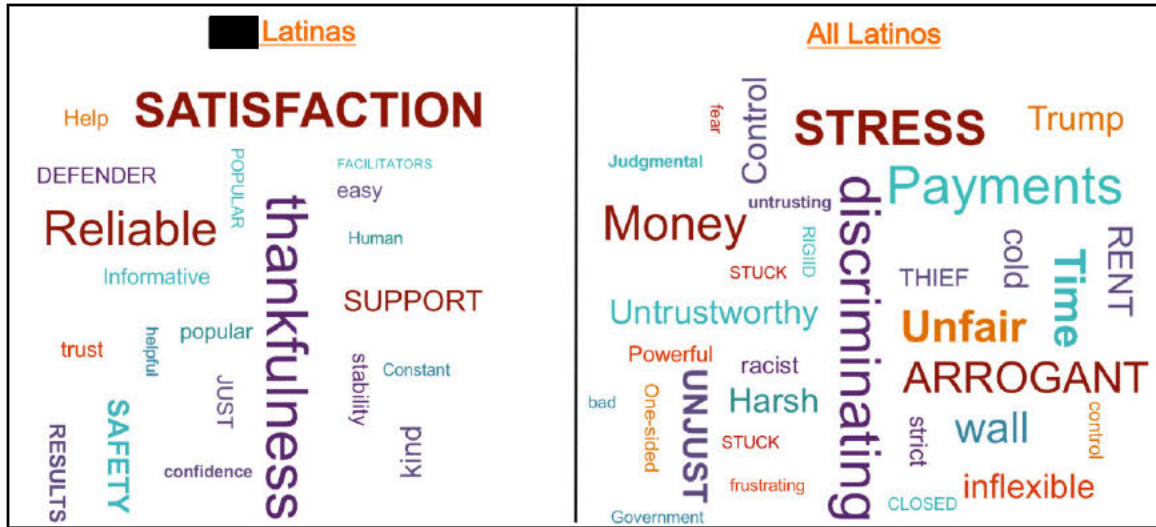 Latinas
Help
SATISFACTION
DEFENDER
POPULAR
FACILITATORS
easy
thankfulness
Reliable
Human
Informative
SUPPORT
trust
helpful
popular
stability
Constant
JUST
SAFETY
RESULTS
confidence
kind
All Latinos
fear
Control
STRESS
Trump
Judgmental
untrusting
discriminating
Payments
Money
RIGIID
STUCK
THIEF
cold
Time
RENT
Untrustworthy
Unfair
Powerful
racist
ARROGANT
bad
One-sided
UNJUST
Harsh
STUCK
strict
wall
control
frustrating
CLOSED
inflexible
Government